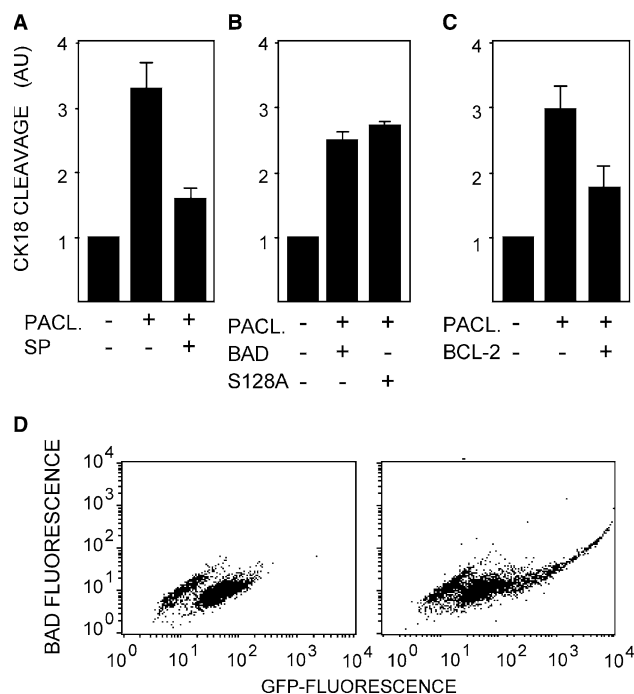 A
B
C
CK18 CLEAVAGE (AU)
4
3
2
1
4
3
2
1
4
3
2
1
PACL. - + +
SP - - +
PACL. - + +
BAD - + -
S128A - - +
PACL. - + +
BCL-2 - - +
D
BAD FLUORESCENCE
10⁴
10³
10²
10¹
10⁰
10⁰ 10¹ 10² 10³ 10⁴
10⁰ 10¹ 10² 10³ 10⁴
GFP-FLUORESCENCE